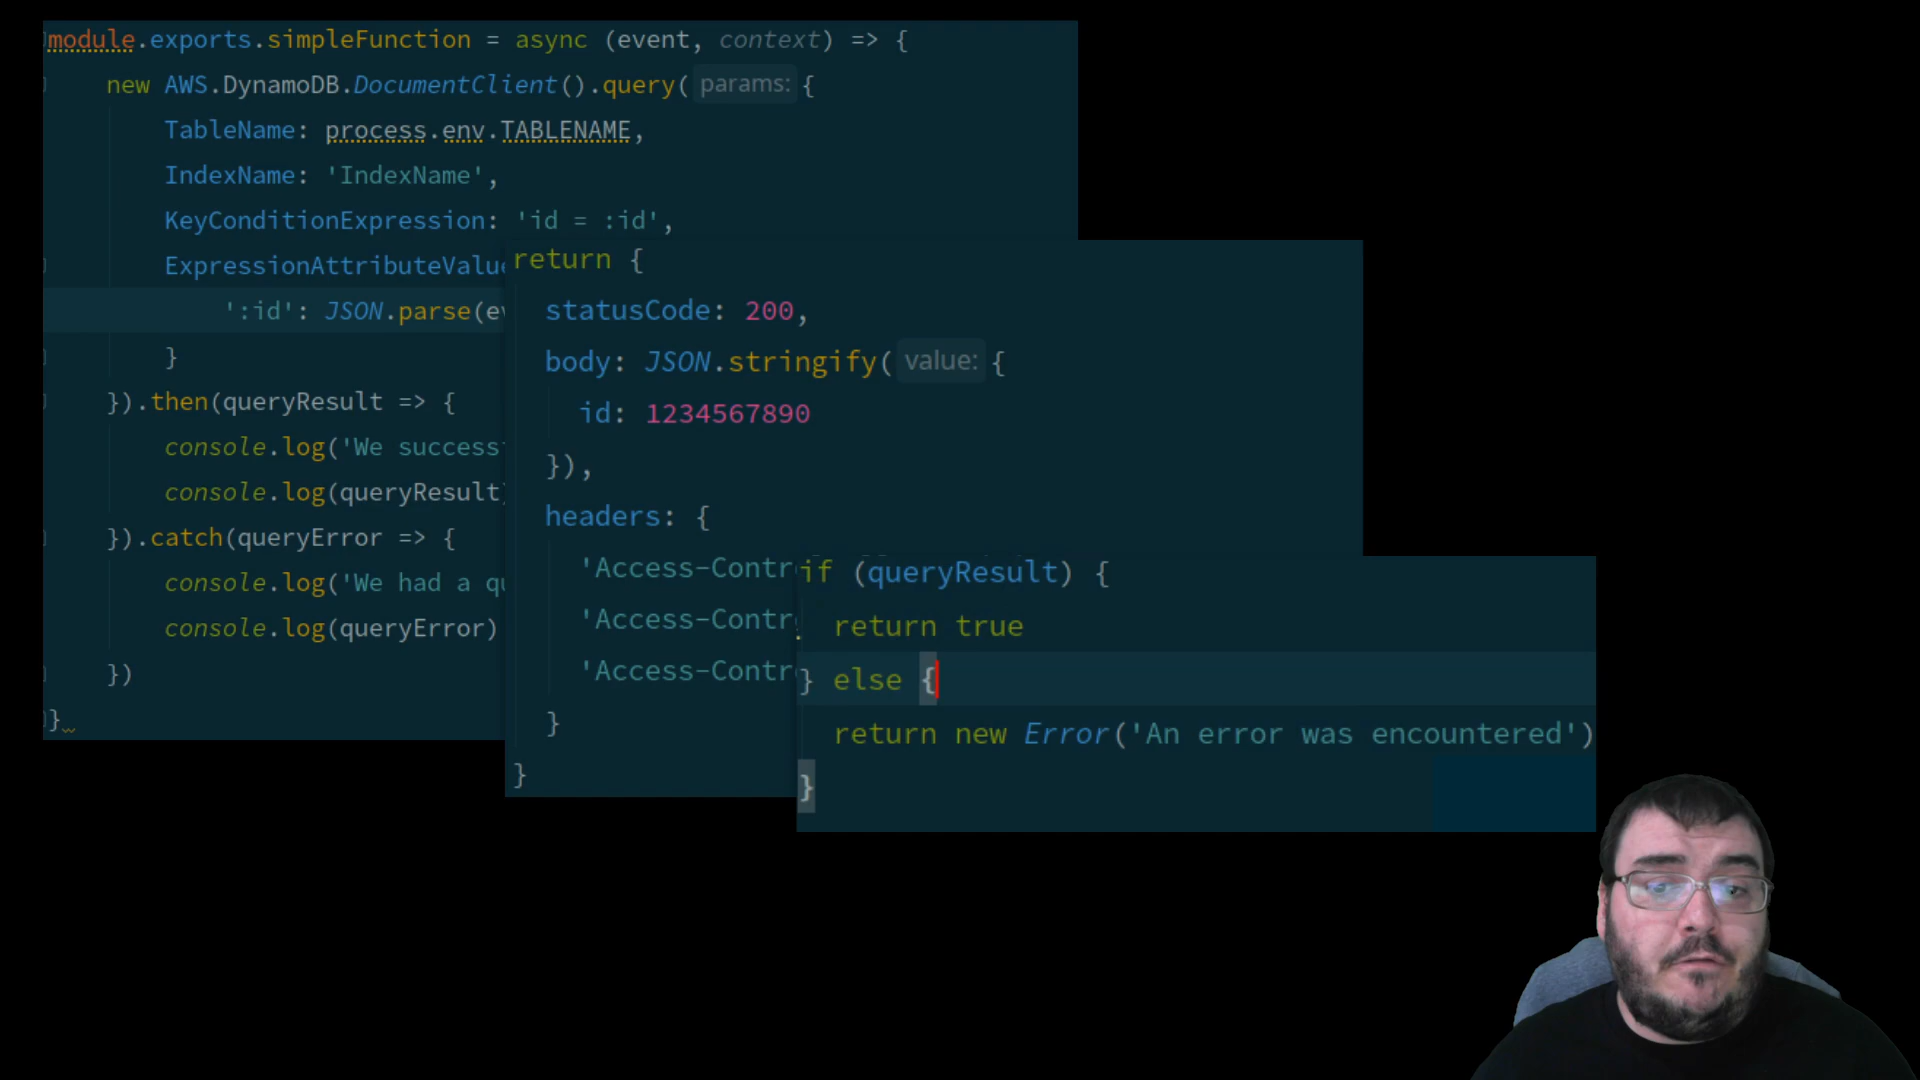 module.exports.simpleFunction = async (event, context) => {
new AWS.DynamoDB.DocumentClient().query( params: {
TableName: process.env.TABLENAME,
IndexName: 'IndexName',
KeyConditionExpression: 'id = :id',
ExpressionAttributeValue
':id': JSON.parse(ev
}
}).then(queryResult => {
console.log('We success
console.log(queryResult)
}).catch(queryError => {
console.log('We had a qu
console.log(queryError)
})
}
return {
statusCode: 200,
body: JSON.stringify( value: {
id: 1234567890
}),
headers: {
'Access-Contr
'Access-Contr
'Access-Contr
}
}
if (queryResult) {
return true
} else {
return new Error('An error was encountered')
}